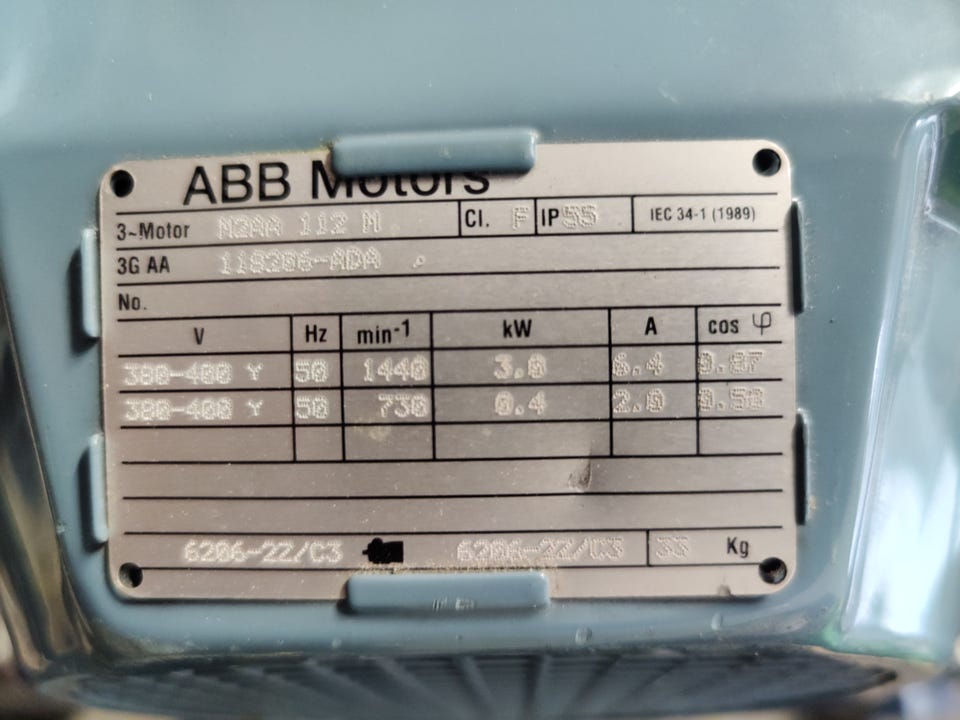 ABB Motors
3~Motor M2AA 112 M Cl. F IP 55 IEC 34-1 (1989)
3G AA 118206-ADA
No.
V Hz min-1 kW A cos φ
380-400 Y 50 1440 3.0 6.4 0.87
380-400 Y 50 730 0.4 2.0 0.50
6206-2Z/C3 6206-2Z/C3 33 Kg